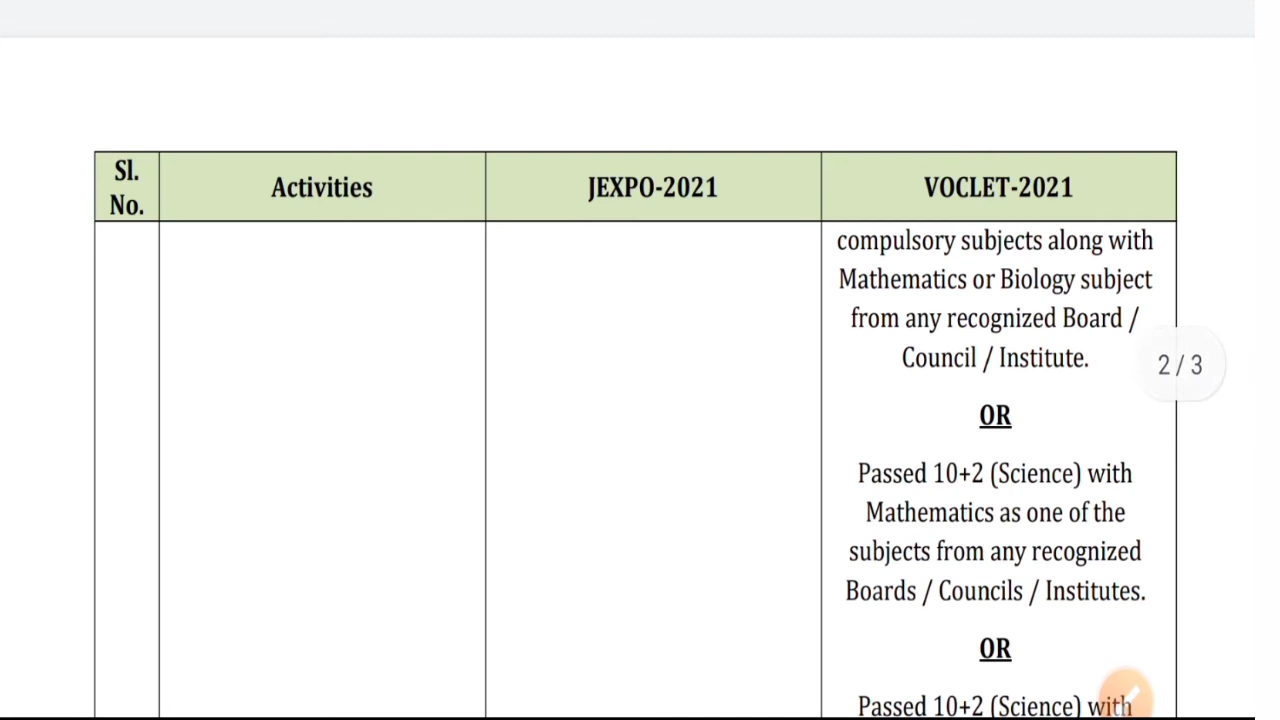 Sl.
No.
Activities
JEXPO-2021
VOCLET-2021
compulsory subjects along with
Mathematics or Biology subject
from any recognized Board /
Council / Institute.
2 / 3
OR
Passed 10+2 (Science) with
Mathematics as one of the
subjects from any recognized
Boards / Councils / Institutes.
OR
Passed 10+2 (Science) with